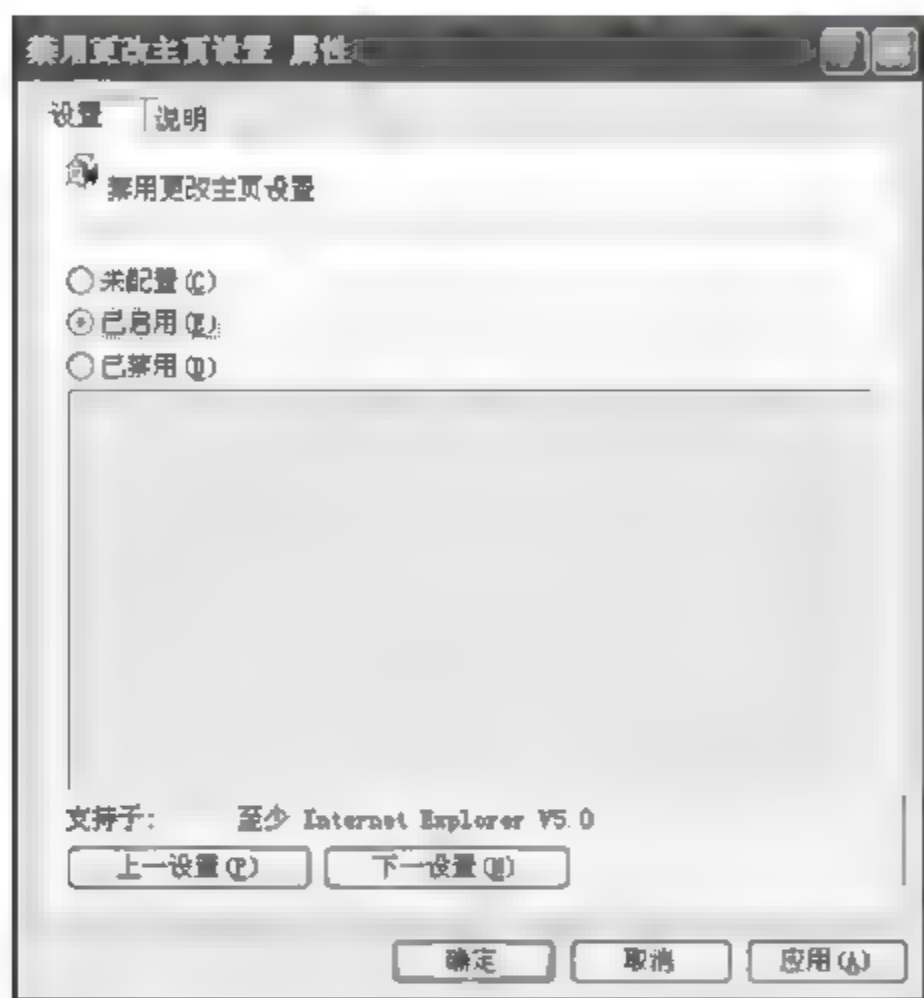 禁用更改主页设置 属性
设置 说明
禁用更改主页设置
未配置(C)
已启用(E)
已禁用(D)
支持于: 至少 Internet Explorer V5.0
上一设置(P) 下一设置(N)
确定 取消 应用(A)